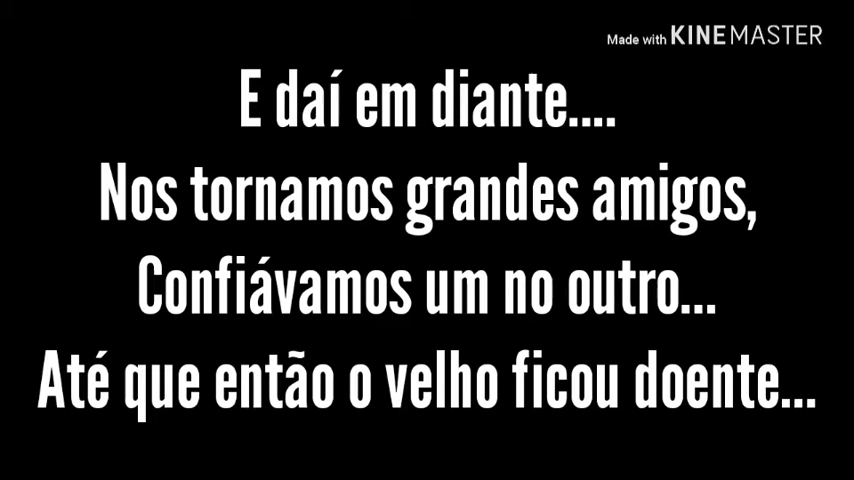 Made with KINEMASTER
E daí em diante....
Nos tornamos grandes amigos,
Confiávamos um no outro...
Até que então o velho ficou doente...